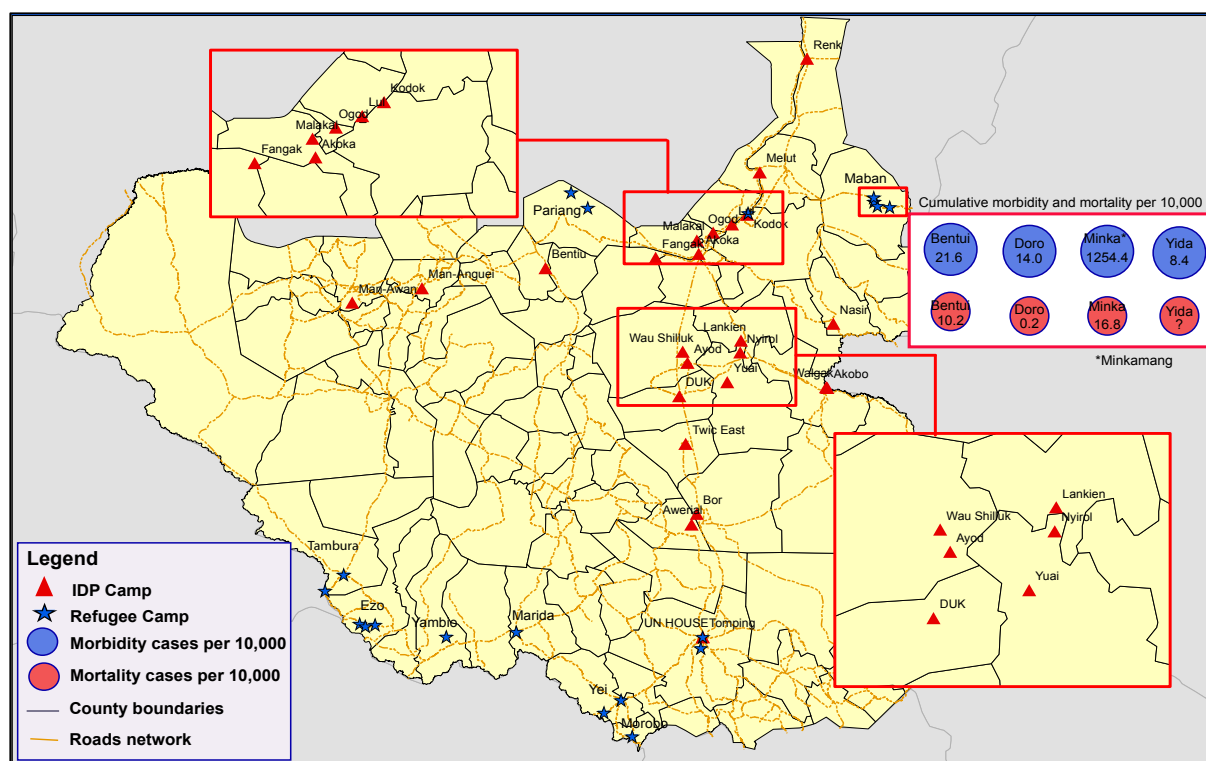 Renk
Kodok
Lul
Ogod
Malakal
Akoka
Fangak
Melut
Maban
Cumulative morbidity and mortality per 10,000
Pariang
Ogod
Kodok
Malakal
Akoka
Fangak
Bentui
21.6
Doro
14.0
Minka*
1254.4
Yida
8.4
Bentui
10.2
Doro
0.2
Minka
16.8
Yida
?
*Minkamang
Bentiu
Man-Anguei
Man-Awan
Nasir
Lankien
Wau Shilluk
Nyirol
Ayod
Yuai
DUK
Walgak
Akobo
Twic East
Bor
Awerial
Lankien
Wau Shilluk
Nyirol
Ayod
Yuai
DUK
Legend
IDP Camp
Refugee Camp
Morbidity cases per 10,000
Mortality cases per 10,000
County boundaries
Roads network
Tambura
Ezo
Yambio
Marida
UN HOUSE
Tomping
Yei
Morobo